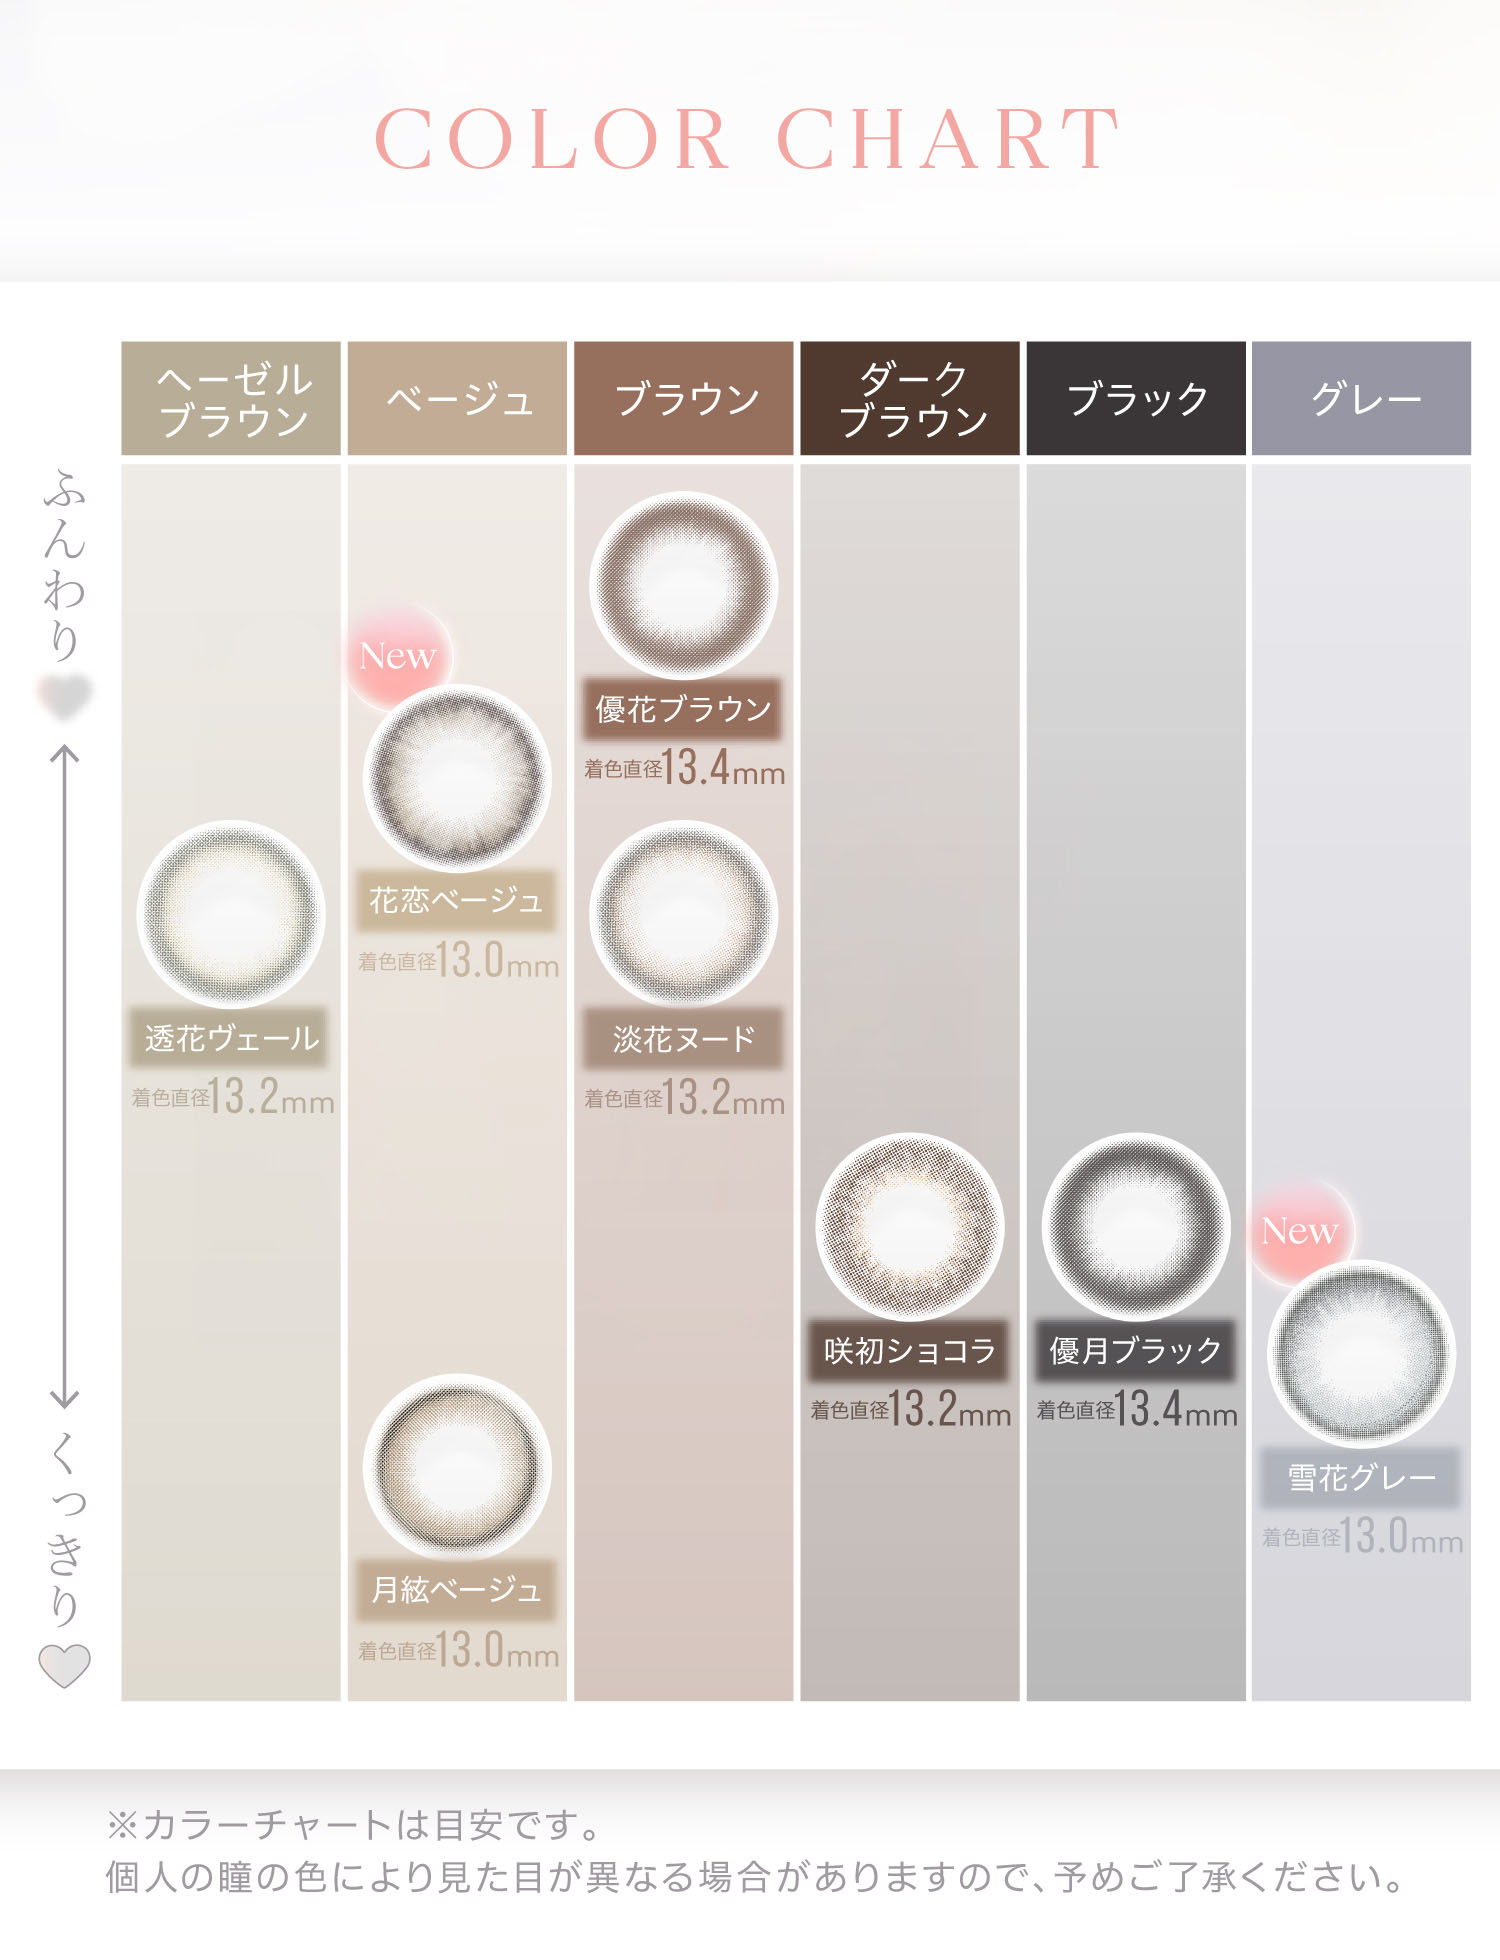 COLOR CHART
ヘーゼル
ブラウン
ベージュ
ブラウン
ダーク
ブラウン
ブラック
グレー
ふんわり
くっきり
透花ヴェール
着色直径13.2mm
New
花恋ベージュ
着色直径13.0mm
月絃ベージュ
着色直径13.0mm
優花ブラウン
着色直径13.4mm
淡花ヌード
着色直径13.2mm
咲初ショコラ
着色直径13.2mm
優月ブラック
着色直径13.4mm
New
雪花グレー
着色直径13.0mm
※カラーチャートは目安です。
個人の瞳の色により見た目が異なる場合がありますので、予めご了承ください。